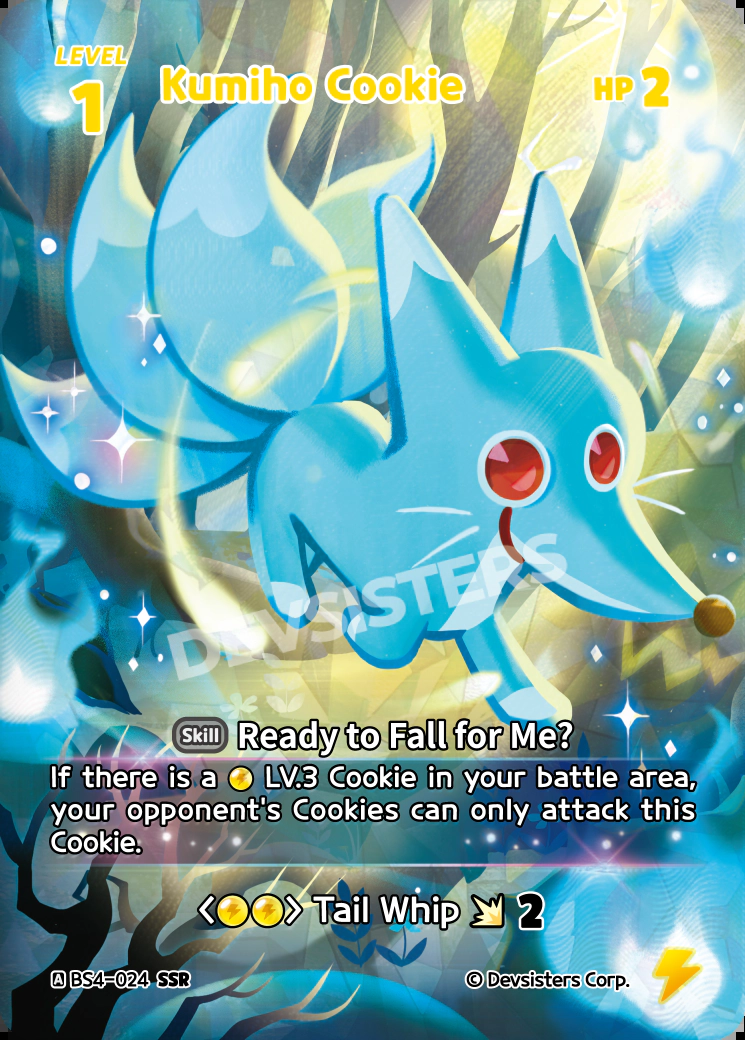 LEVEL
1
Kumiho Cookie
HP 2
DEVSISTERS
Skill Ready to Fall for Me?
If there is a LV.3 Cookie in your battle area,
your opponent's Cookies can only attack this
Cookie.
< > Tail Whip 2
A BS4-024 SSR
© Devsisters Corp.